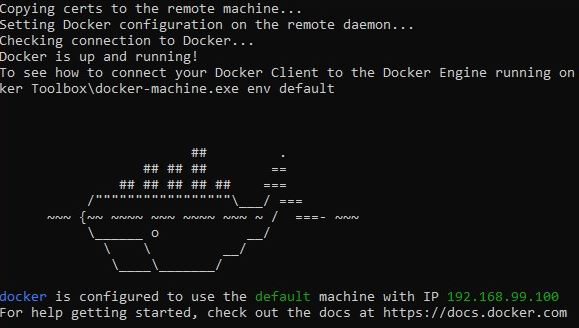 Copying certs to the remote machine...
Setting Docker configuration on the remote daemon...
Checking connection to Docker...
Docker is up and running!
To see how to connect your Docker Client to the Docker Engine running on
ker Toolbox\docker-machine.exe env default
                        ##         .
                  ## ## ##        ==
               ## ## ## ## ##    ===
           /"""""""""""""""""\___/ ===
      ~~~ {~~ ~~~~ ~~~ ~~~~ ~~~ ~ /  ===- ~~~
           \______ o           __/
             \    \         __/
              \____\_______/
docker is configured to use the default machine with IP 192.168.99.100
For help getting started, check out the docs at https://docs.docker.com